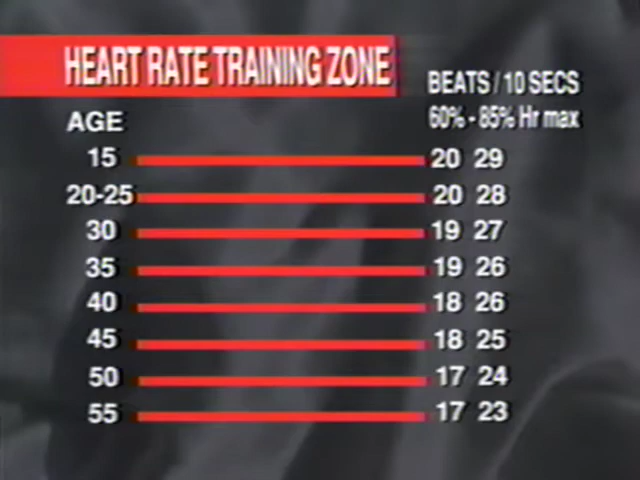 HEART RATE TRAINING ZONE
BEATS / 10 SECS
60% - 85% Hr max
AGE
15 20 29
20-25 20 28
30 19 27
35 19 26
40 18 26
45 18 25
50 17 24
55 17 23